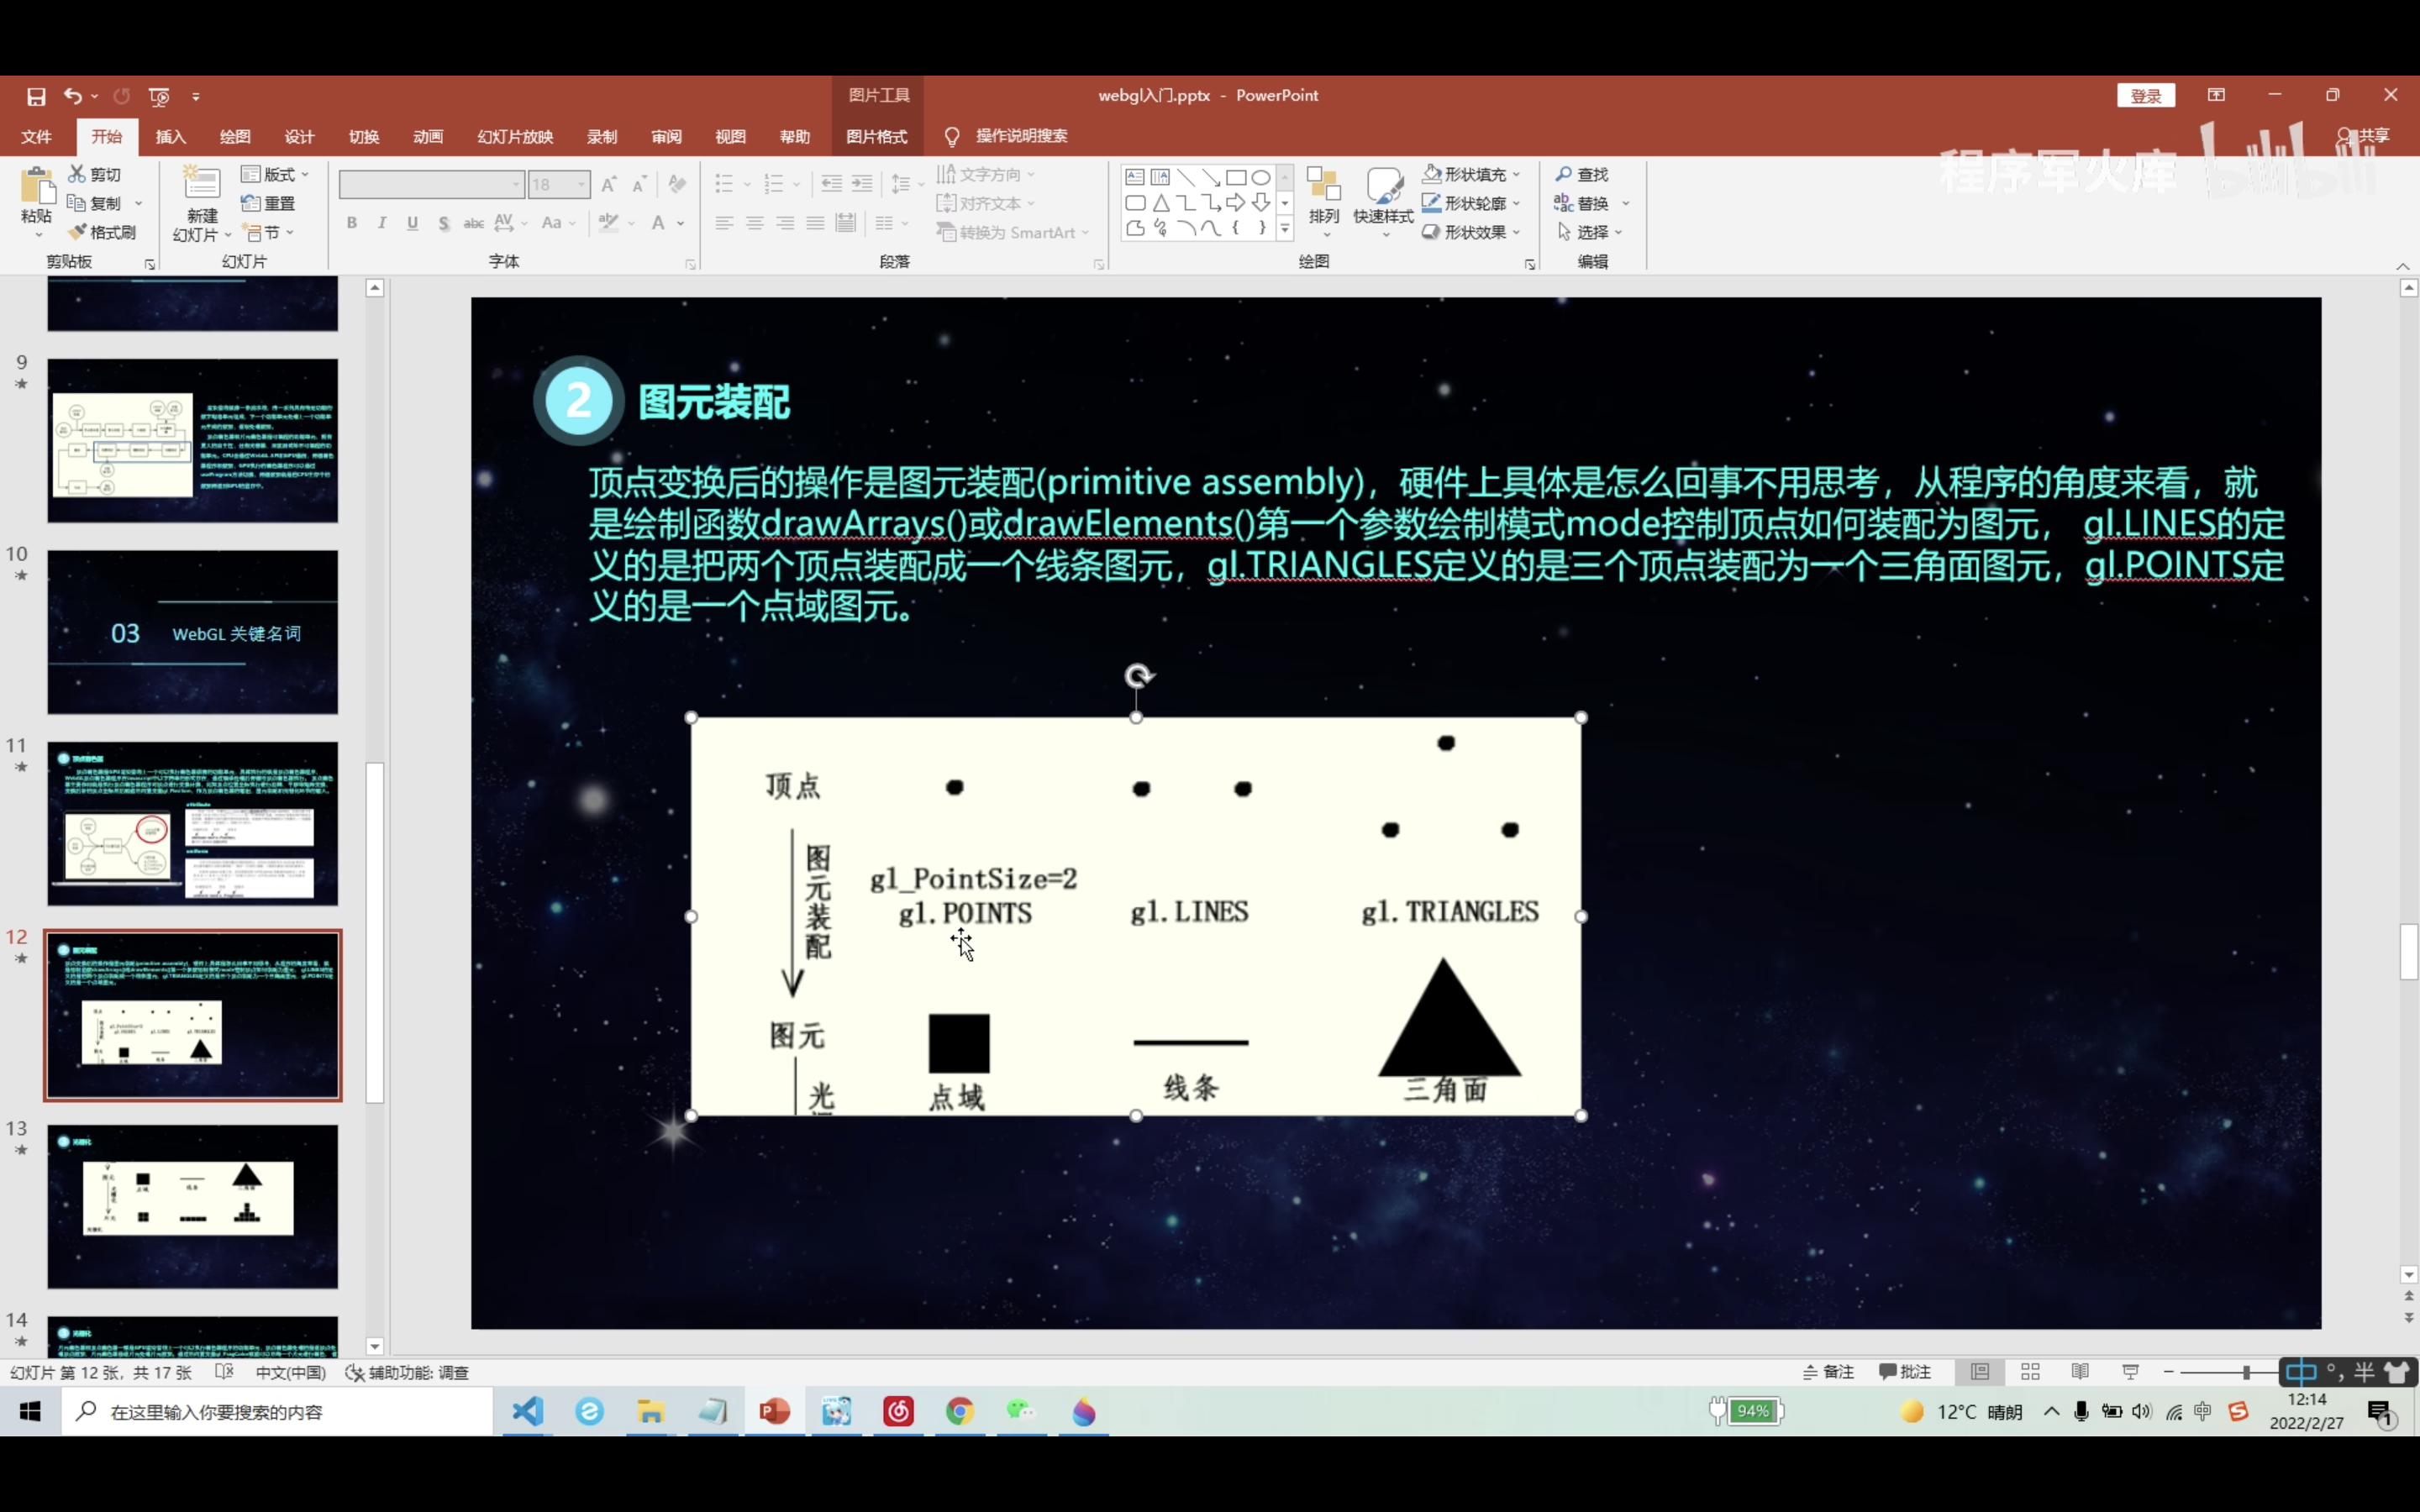 图片工具
webgl入门.pptx - PowerPoint
登录
文件 开始 插入 绘图 设计 切换 动画 幻灯片放映 录制 审阅 视图 帮助 图片格式 操作说明搜索 共享
程序军火库 bilibili
粘贴 剪切 复制 格式刷
新建幻灯片 版式 重置 节
18
B I U S abc AV Aa A
文字方向
对齐文本
转换为 SmartArt
排列 快速样式
形状填充
形状轮廓
形状效果
查找
替换
选择
剪贴板 幻灯片 字体 段落 绘图 编辑
9
10
03 WebGL 关键名词
11
12
13
14
2 图元装配
顶点变换后的操作是图元装配(primitive assembly)，硬件上具体是怎么回事不用思考，从程序的角度来看，就
是绘制函数drawArrays()或drawElements()第一个参数绘制模式mode控制顶点如何装配为图元， gl.LINES的定
义的是把两个顶点装配成一个线条图元，gl.TRIANGLES定义的是三个顶点装配为一个三角面图元，gl.POINTS定
义的是一个点域图元。
顶点
图元装配
gl_PointSize=2
gl.POINTS gl.LINES gl.TRIANGLES
图元
光
点域 线条 三角面
幻灯片 第 12 张，共 17 张 中文(中国) 辅助功能: 调查 备注 批注
中 °, 半
在这里输入你要搜索的内容
94%
12°C 晴朗
中
12:14
2022/2/27
1